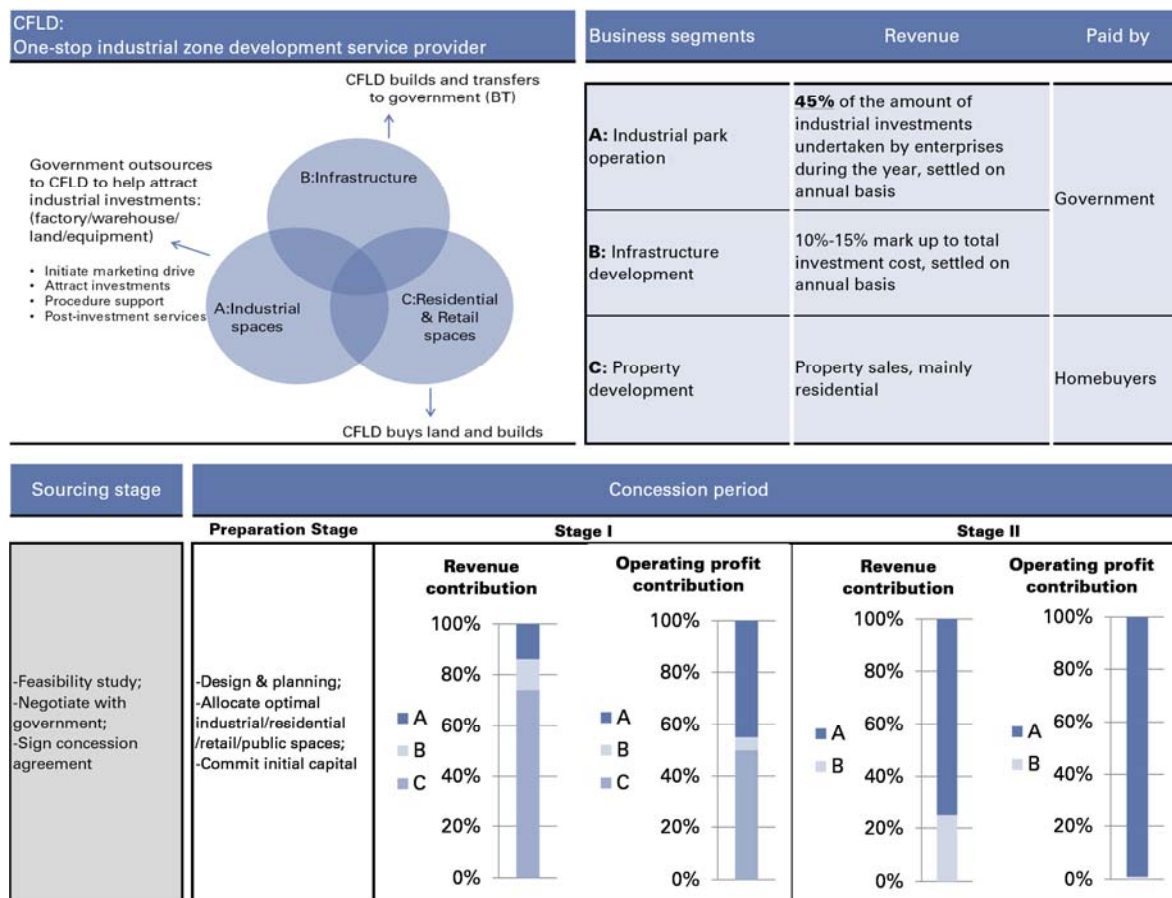 CFLD:
One-stop industrial zone development service provider
CFLD builds and transfers
to government (BT)
Government outsources
to CFLD to help attract
industrial investments:
(factory/warehouse/
land/equipment)
• Initiate marketing drive
• Attract investments
• Procedure support
• Post-investment services
B:Infrastructure
A:Industrial
spaces
C:Residential
& Retail
spaces
CFLD buys land and builds
Business segments
Revenue
Paid by
A: Industrial park
operation
45% of the amount of
industrial investments
undertaken by enterprises
during the year, settled on
annual basis
Government
B: Infrastructure
development
10%-15% mark up to total
investment cost, settled on
annual basis
C: Property
development
Property sales, mainly
residential
Homebuyers
Sourcing stage
Concession period
Preparation Stage
Stage I
Stage II
-Feasibility study;
-Negotiate with
government;
-Sign concession
agreement
-Design & planning;
-Allocate optimal
industrial/residential
/retail/public spaces;
-Commit initial capital
Revenue
contribution
100%
80%
60%
40%
20%
0%
A
B
C
Operating profit
contribution
100%
80%
60%
40%
20%
0%
A
B
C
Revenue
contribution
100%
80%
60%
40%
20%
0%
A
B
Operating profit
contribution
100%
80%
60%
40%
20%
0%
A
B